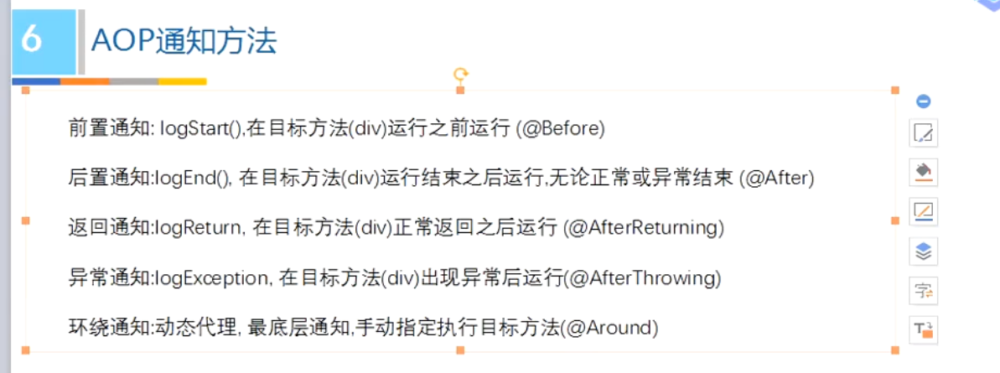 6
AOP通知方法
前置通知: logStart(),在目标方法(div)运行之前运行 (@Before)
后置通知:logEnd(), 在目标方法(div)运行结束之后运行,无论正常或异常结束 (@After)
返回通知:logReturn, 在目标方法(div)正常返回之后运行 (@AfterReturning)
异常通知:logException, 在目标方法(div)出现异常后运行(@AfterThrowing)
环绕通知:动态代理, 最底层通知,手动指定执行目标方法(@Around)
字
T